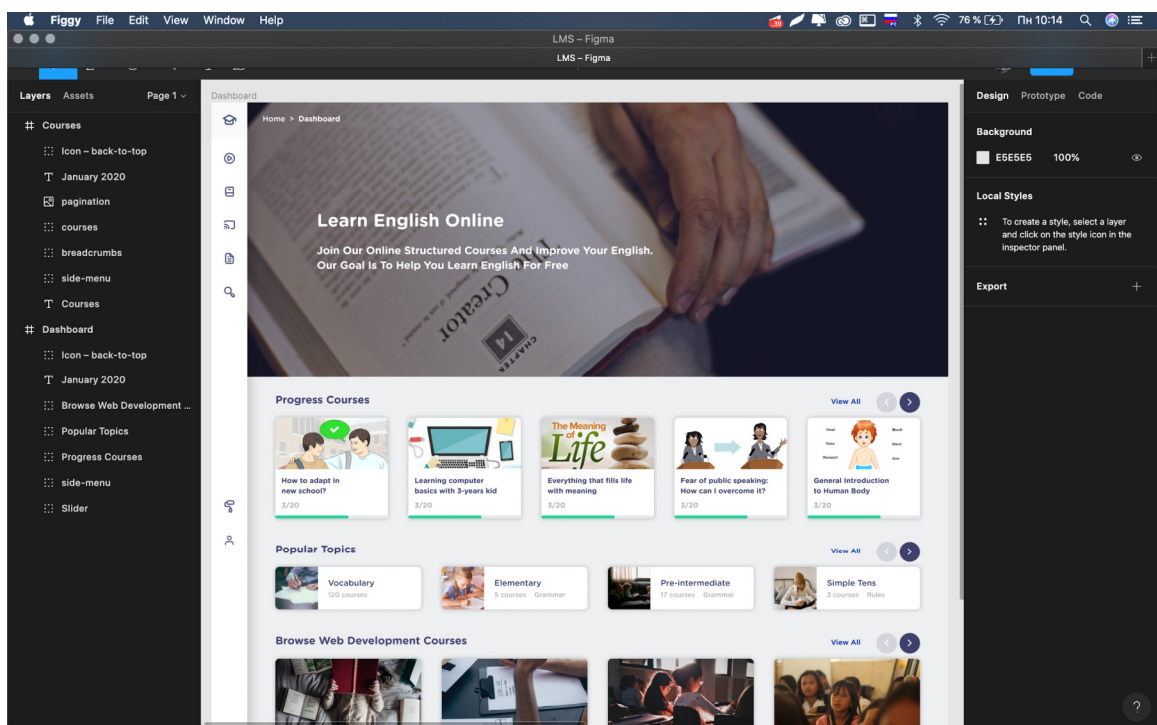 Figgy File Edit View Window Help
39
76 % Пн 10:14
LMS – Figma
LMS – Figma
Layers Assets Page 1
Design Prototype Code
Courses
Icon – back-to-top
January 2020
pagination
courses
breadcrumbs
side-menu
Courses
Dashboard
Icon – back-to-top
January 2020
Browse Web Development ...
Popular Topics
Progress Courses
side-menu
Slider
Dashboard
Home > Dashboard
Learn English Online
Join Our Online Structured Courses And Improve Your English.
Our Goal Is To Help You Learn English For Free
The
Creator
14
CHAPTER
Progress Courses
View All
The Meaning
of
Life
How to adapt in
new school?
3/20
Learning computer
basics with 3-years kid
3/20
Everything that fills life
with meaning
3/20
Fear of public speaking:
How can I overcome it?
3/20
General Introduction
to Human Body
3/20
Popular Topics
View All
Vocabulary
120 courses
Elementary
5 courses Grammar
Pre-intermediate
17 courses Grammar
Simple Tens
3 courses Rules
Browse Web Development Courses
View All
Background
E5E5E5 100%
Local Styles
To create a style, select a layer
and click on the style icon in the
inspector panel.
Export
?